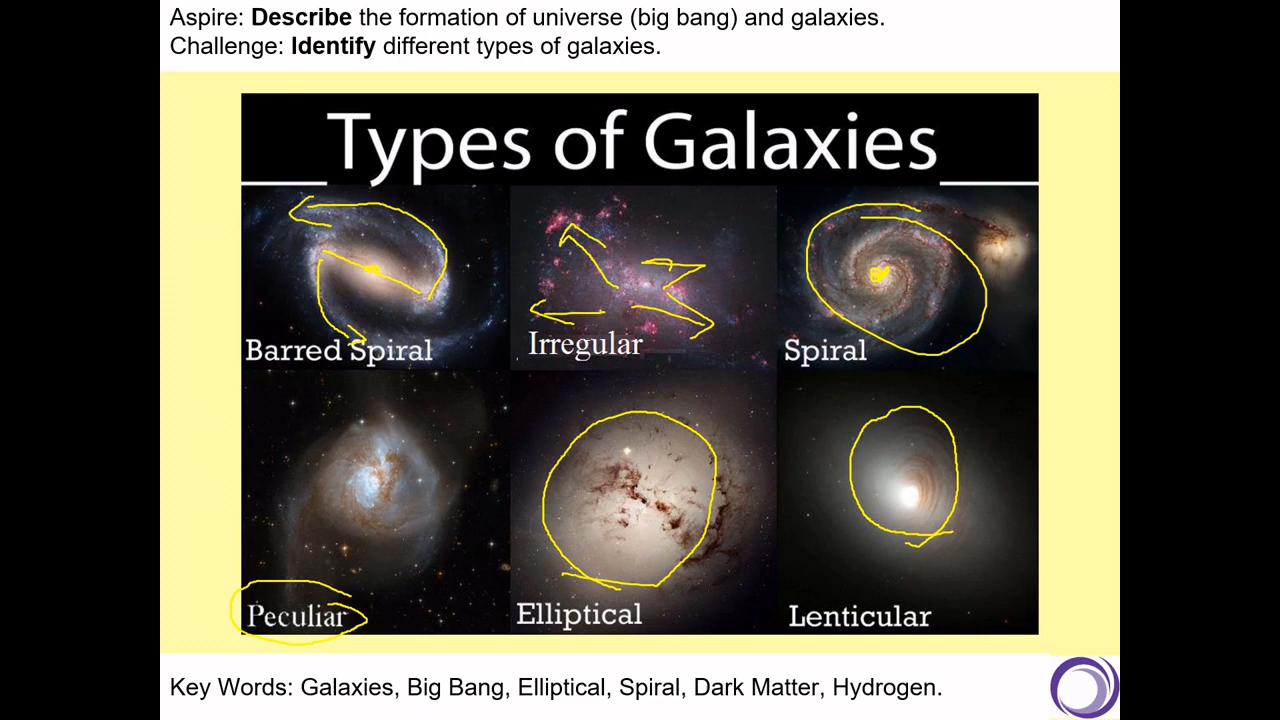 Aspire: Describe the formation of universe (big bang) and galaxies.
Challenge: Identify different types of galaxies.
Types of Galaxies
Barred Spiral
Irregular
Spiral
Peculiar
Elliptical
Lenticular
Key Words: Galaxies, Big Bang, Elliptical, Spiral, Dark Matter, Hydrogen.